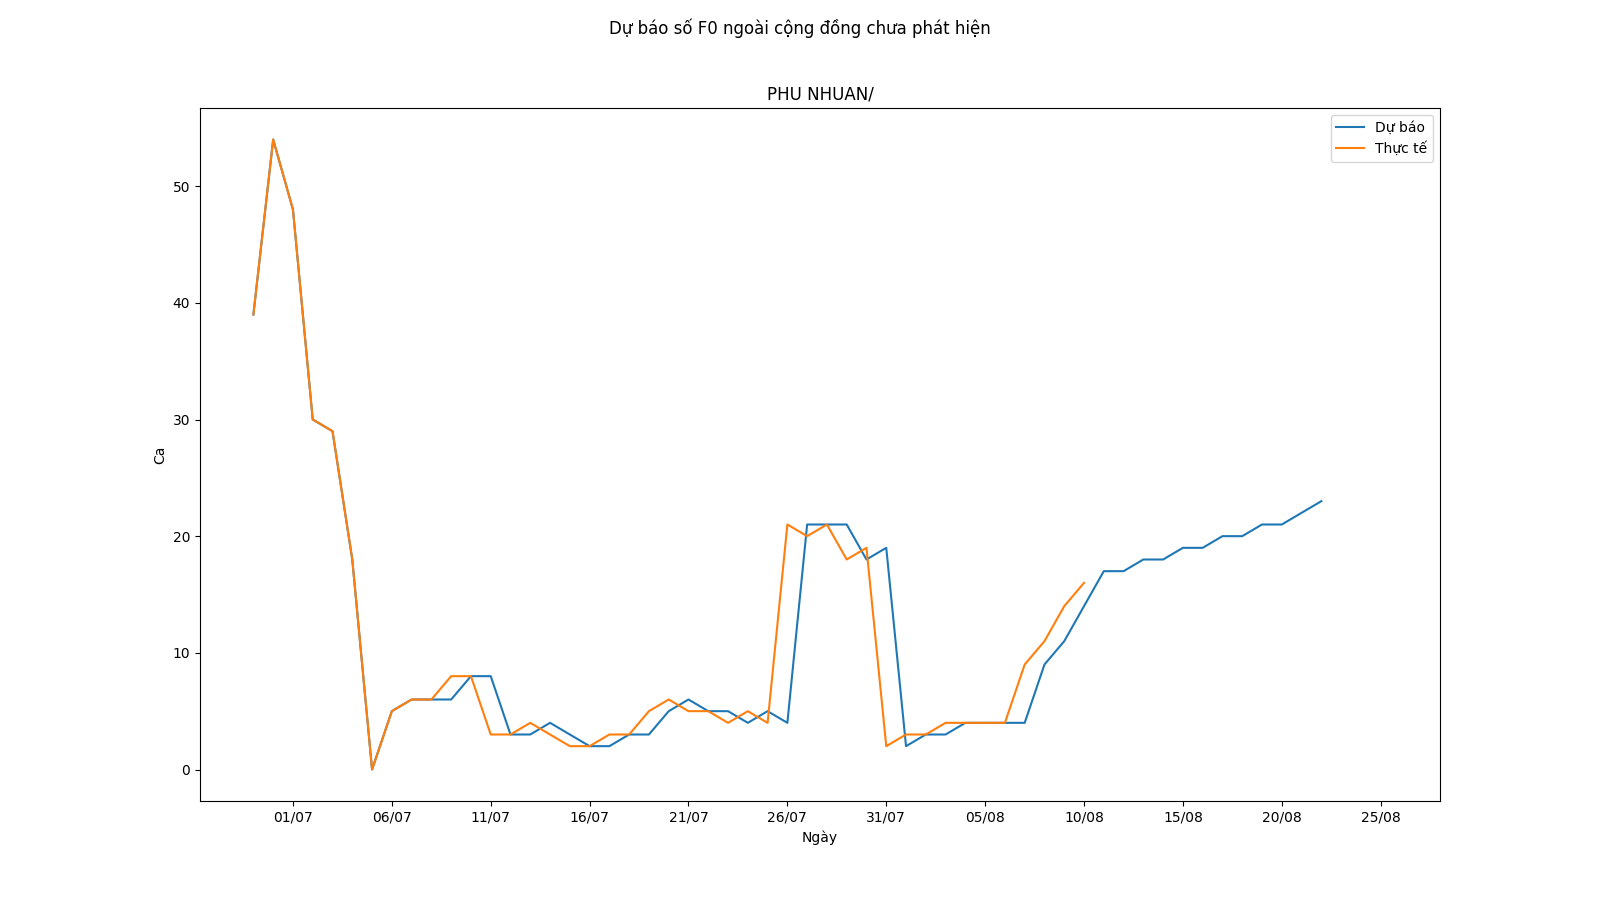 Dự báo số F0 ngoài cộng đồng chưa phát hiện
PHU NHUAN/
Dự báo
Thực tế
50
40
30
20
10
0
Ca
01/07 06/07 11/07 16/07 21/07 26/07 31/07 05/08 10/08 15/08 20/08 25/08
Ngày